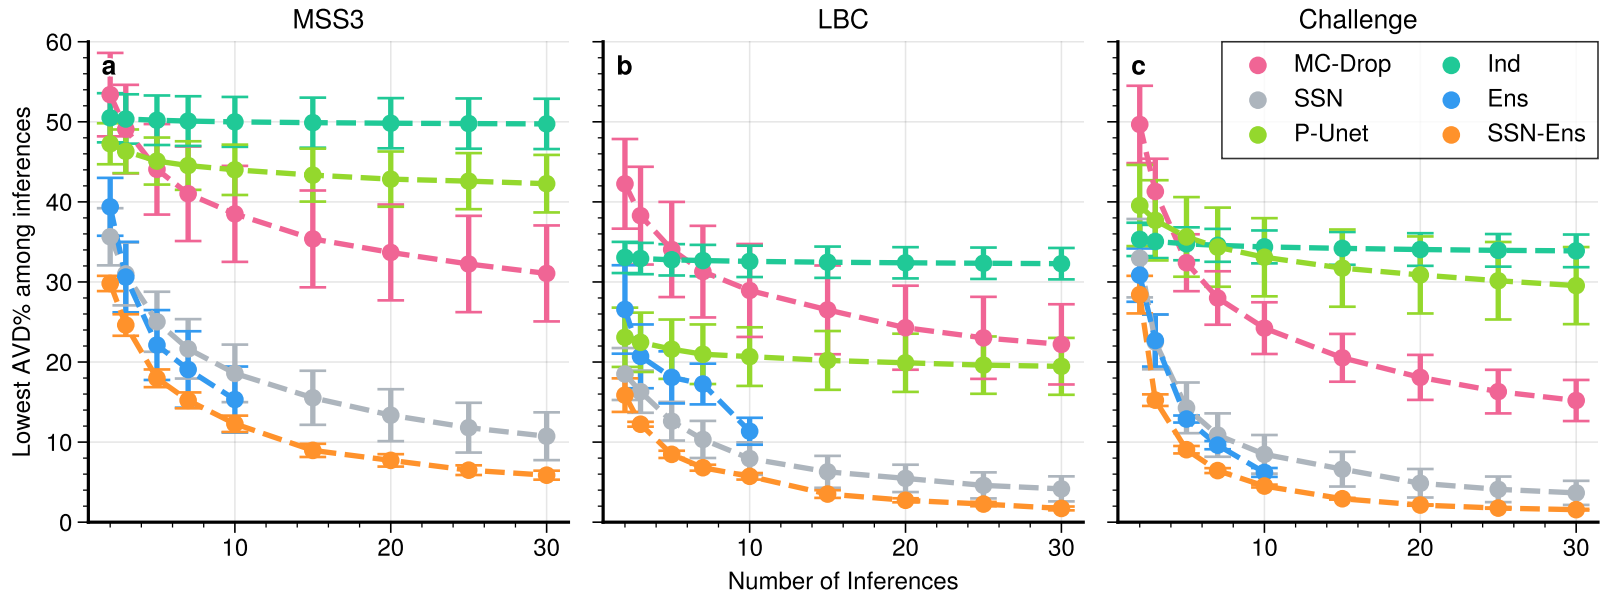 MSS3
LBC
Challenge
Lowest AVD% among inferences
60
50
40
30
20
10
0
a
b
c
MC-Drop
SSN
P-Unet
Ind
Ens
SSN-Ens
10
20
30
10
20
30
10
20
30
Number of Inferences